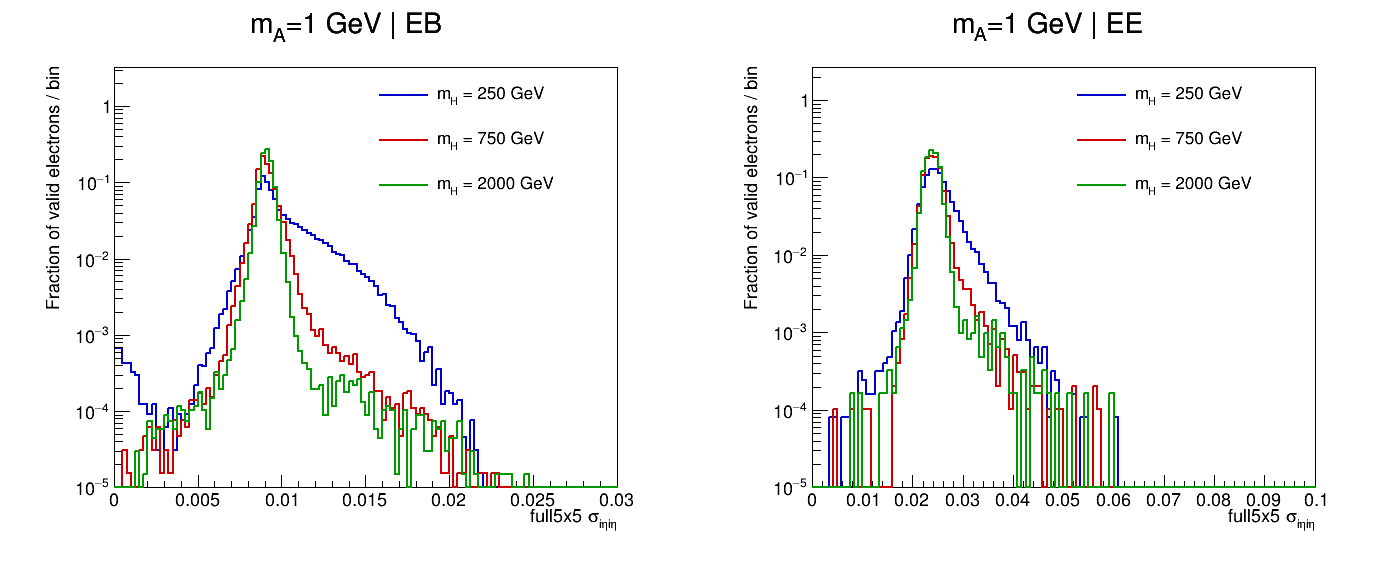 m_A=1 GeV | EB
Fraction of valid electrons / bin
1
10⁻¹
10⁻²
10⁻³
10⁻⁴
10⁻⁵
m_H = 250 GeV
m_H = 750 GeV
m_H = 2000 GeV
0 0.005 0.01 0.015 0.02 0.025 0.03
full5x5 σ_iηiη
m_A=1 GeV | EE
Fraction of valid electrons / bin
1
10⁻¹
10⁻²
10⁻³
10⁻⁴
10⁻⁵
m_H = 250 GeV
m_H = 750 GeV
m_H = 2000 GeV
0 0.01 0.02 0.03 0.04 0.05 0.06 0.07 0.08 0.09 0.1
full5x5 σ_iηiη